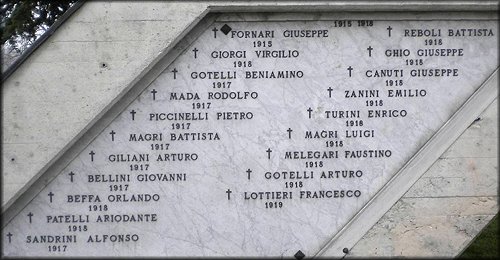 1915 1918
† FORNARI GIUSEPPE
1915
† GIORGI VIRGILIO
1918
† GOTELLI BENIAMINO
1917
† MADA RODOLFO
1917
† PICCINELLI PIETRO
1917
† MAGRI BATTISTA
1917
† GILIANI ARTURO
1917
† BELLINI GIOVANNI
1917
† BEFFA ORLANDO
1918
† PATELLI ARIODANTE
1918
† SANDRINI ALFONSO
1917
† REBOLI BATTISTA
1918
† GHIO GIUSEPPE
1918
† CANUTI GIUSEPPE
1918
† ZANINI EMILIO
1918
† TURINI ENRICO
1918
† MAGRI LUIGI
1918
† MELEGARI FAUSTINO
1918
† GOTELLI ARTURO
1918
† LOTTIERI FRANCESCO
1919